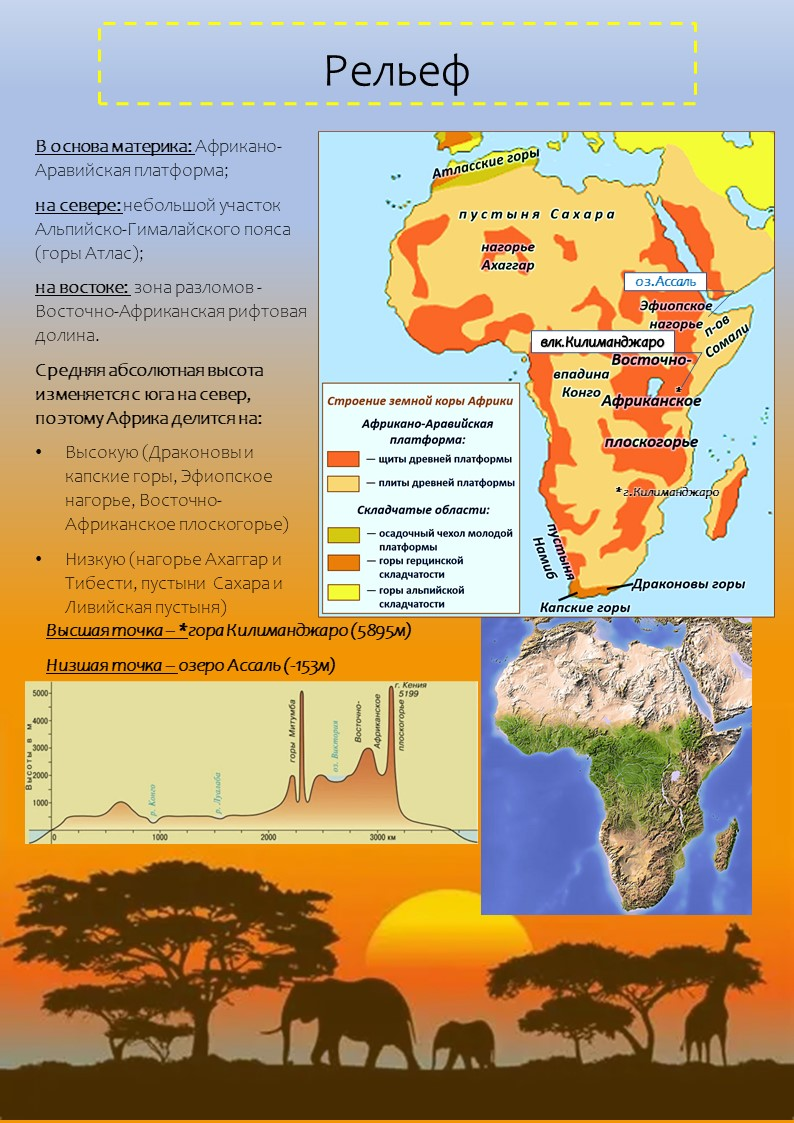 Рельеф
В основа материка: Африкано-
Аравийская платформа;
на севере: небольшой участок
Альпийско-Гималайского пояса
(горы Атлас);
на востоке: зона разломов -
Восточно-Африканская рифтовая
долина.
Средняя абсолютная высота
изменяется с юга на север,
поэтому Африка делится на:
• Высокую (Драконовы и
капские горы, Эфиопское
нагорье, Восточно-
Африканское плоскогорье)
• Низкую (нагорье Ахаггар и
Тибести, пустыни Сахара и
Ливийская пустыня)
Высшая точка – *гора Килиманджаро (5895м)
Низшая точка – озеро Ассаль (-153м)
Атласские горы
пустыня Сахара
нагорье
Ахаггар
оз.Ассаль
Эфиопское
нагорье
п-ов
Сомали
влк.Килиманджаро
Восточно-
впадина
Конго
*
Африканское
плоскогорье
*г.Килиманджаро
пустыня
Намиб
Драконовы горы
Капские горы
Строение земной коры Африки
Африкано-Аравийская
платформа:
— щиты древней платформы
— плиты древней платформы
Складчатые области:
— осадочный чехол молодой
платформы
— горы герцинской
складчатости
— горы альпийской
складчатости
Высоты в м
5000
4000
3000
2000
1000
0
1000
2000
3000 км
р. Конго
р. Луалаба
горы Митумба
оз. Виктория
Восточно-
Африканское
плоскогорье
г. Кения
5199